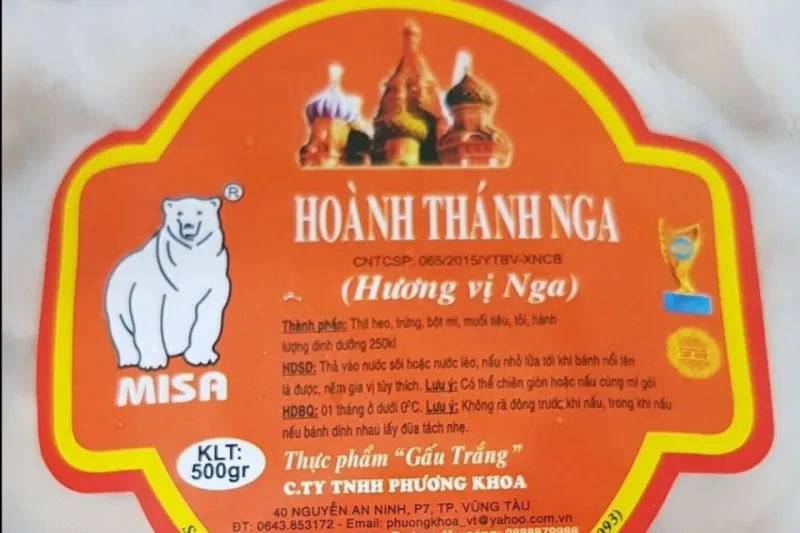 HOÀNH THÁNH NGA
CNTCSP: 065/2015/YTBV-XNCB
(Hương vị Nga)
Thành phần: Thịt heo, trứng, bột mì, muối tiêu, tỏi, hành
lượng dinh dưỡng 250kl
HDSD: Thả vào nước sôi hoặc nước lèo, nấu nhỏ lửa tới khi bánh nổi lên
là được, nêm gia vị tùy thích. Lưu ý: Có thể chiên giòn hoặc nấu cùng mì gói
HDBQ: 01 tháng ở dưới 0°C. Lưu ý: Không rã đông trước khi nấu, trong khi nấu
nếu bánh dính nhau lấy đũa tách nhẹ.
®
MISA
KLT:
500gr
Thực phẩm “Gấu Trắng”
C.TY TNHH PHƯƠNG KHOA
40 NGUYỄN AN NINH, P7, TP. VŨNG TÀU
ĐT: 0643.853172 - Email: phuongkhoa_vt@yahoo.com.vn